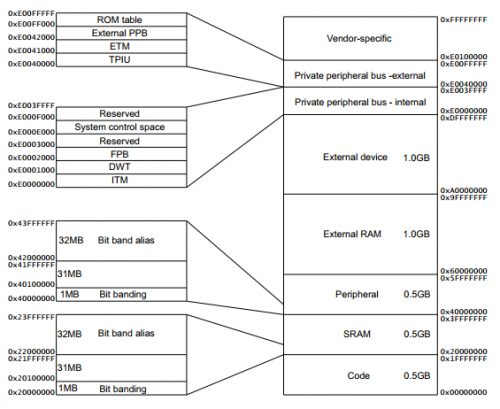 0xE00FFFFF
ROM table
0xE00FF000
External PPB
0xE0042000
ETM
0xE0041000
TPIU
0xE0040000
0xE003FFFF
Reserved
0xE000F000
System control space
0xE000E000
Reserved
0xE0003000
FPB
0xE0002000
DWT
0xE0001000
ITM
0xE0000000
0x43FFFFFF
32MB Bit band alias
0x42000000
0x41FFFFFF
31MB
0x40100000
1MB Bit banding
0x40000000
0x23FFFFFF
32MB Bit band alias
0x22000000
0x21FFFFFF
31MB
0x20100000
1MB Bit banding
0x20000000
0xFFFFFFFF
Vendor-specific
0xE0100000
0xE00FFFFF
Private peripheral bus -external
0xE0040000
0xE003FFFF
Private peripheral bus - internal
0xE0000000
0xDFFFFFFF
External device 1.0GB
0xA0000000
0x9FFFFFFF
External RAM 1.0GB
0x60000000
0x5FFFFFFF
Peripheral 0.5GB
0x40000000
0x3FFFFFFF
SRAM 0.5GB
0x20000000
0x1FFFFFFF
Code 0.5GB
0x00000000